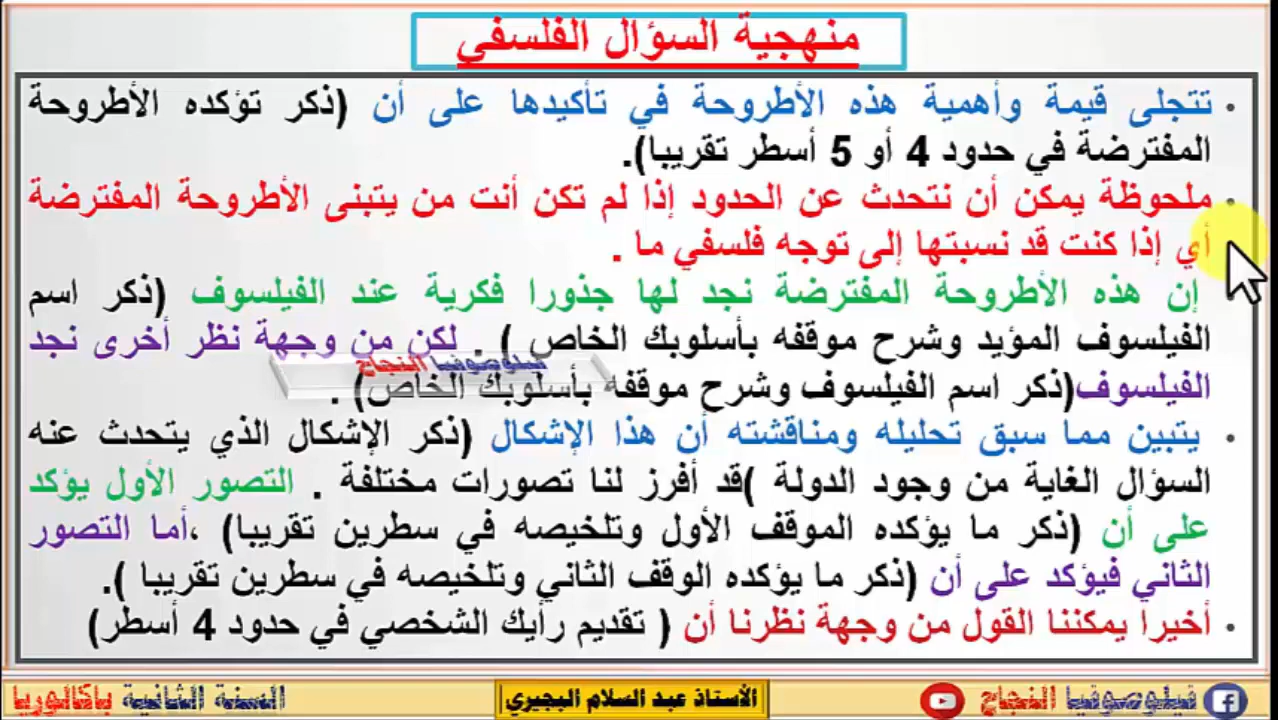 منهجية السؤال الفلسفي
• تتجلى قيمة وأهمية هذه الأطروحة في تأكيدها على أن (ذكر تؤكده الأطروحة
المفترضة في حدود 4 أو 5 أسطر تقريبا).
• ملحوظة يمكن أن نتحدث عن الحدود إذا لم تكن أنت من يتبنى الأطروحة المفترضة
أي إذا كنت قد نسبتها إلى توجه فلسفي ما .
إن هذه الأطروحة المفترضة نجد لها جذورا فكرية عند الفيلسوف (ذكر اسم
الفيلسوف المؤيد وشرح موقفه بأسلوبك الخاص ) . لكن من وجهة نظر أخرى نجد
فيلوصوفيا النجاح
الفيلسوف(ذكر اسم الفيلسوف وشرح موقفه بأسلوبك الخاص) .
• يتبين مما سبق تحليله ومناقشته أن هذا الإشكال (ذكر الإشكال الذي يتحدث عنه
السؤال الغاية من وجود الدولة )قد أفرز لنا تصورات مختلفة . التصور الأول يؤكد
على أن (ذكر ما يؤكده الموقف الأول وتلخيصه في سطرين تقريبا) ،أما التصور
الثاني فيؤكد على أن (ذكر ما يؤكده الوقف الثاني وتلخيصه في سطرين تقريبا ).
• أخيرا يمكننا القول من وجهة نظرنا أن ( تقديم رأيك الشخصي في حدود 4 أسطر)
فيلوصوفيا النجاح
الأستاذ عبد السلام البجيري
السنة الثانية باكالوريا